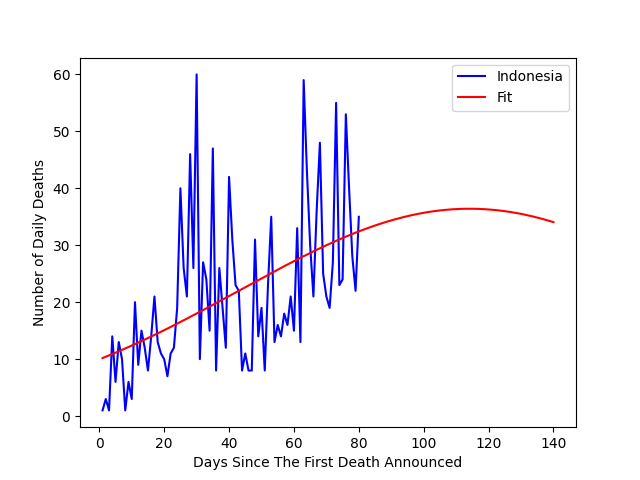 Indonesia
Fit
60
50
40
30
20
10
0
Number of Daily Deaths
0 20 40 60 80 100 120 140
Days Since The First Death Announced